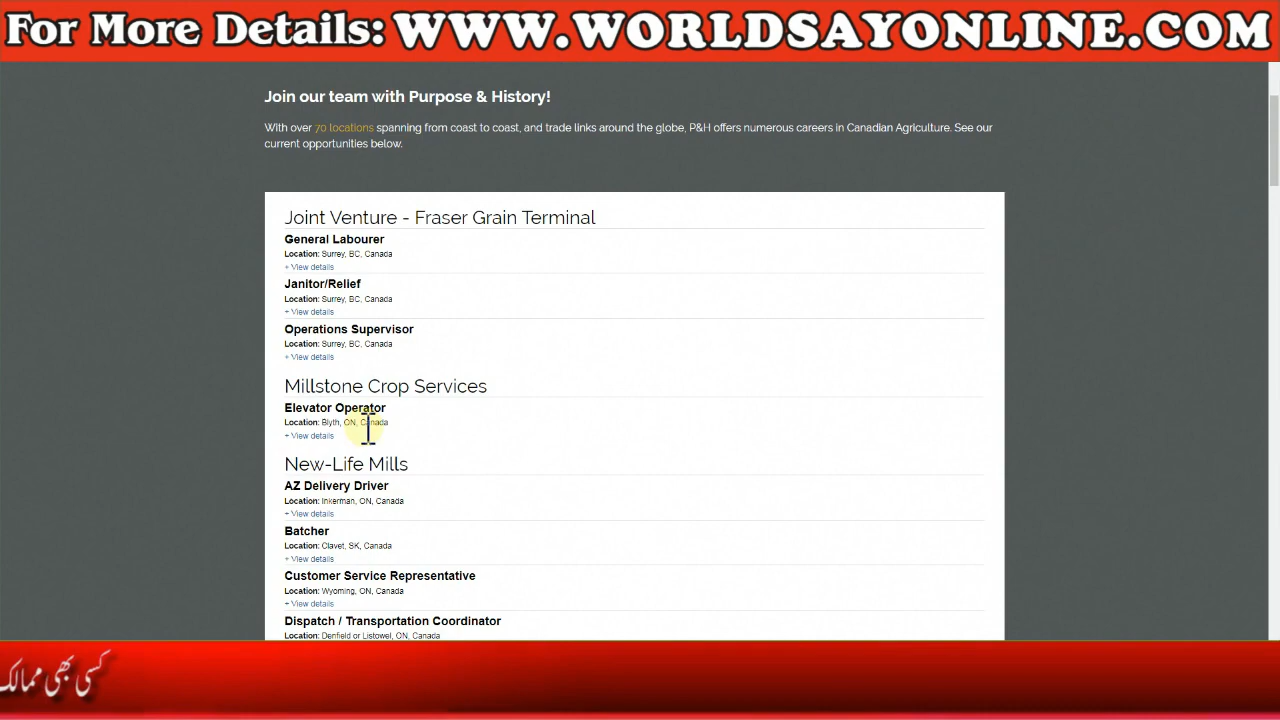 For More Details: WWW.WORLDSAYONLINE.COM
Join our team with Purpose & History!
With over 70 locations spanning from coast to coast, and trade links around the globe, P&H offers numerous careers in Canadian Agriculture. See our
current opportunities below.
Joint Venture - Fraser Grain Terminal
General Labourer
Location: Surrey, BC, Canada
+ View details
Janitor/Relief
Location: Surrey, BC, Canada
+ View details
Operations Supervisor
Location: Surrey, BC, Canada
+ View details
Millstone Crop Services
Elevator Operator
Location: Blyth, ON, Canada
+ View details
New-Life Mills
AZ Delivery Driver
Location: Inkerman, ON, Canada
+ View details
Batcher
Location: Clavet, SK, Canada
+ View details
Customer Service Representative
Location: Wyoming, ON, Canada
+ View details
Dispatch / Transportation Coordinator
Location: Denfield or Listowel, ON, Canada
کسی بھی ممالک